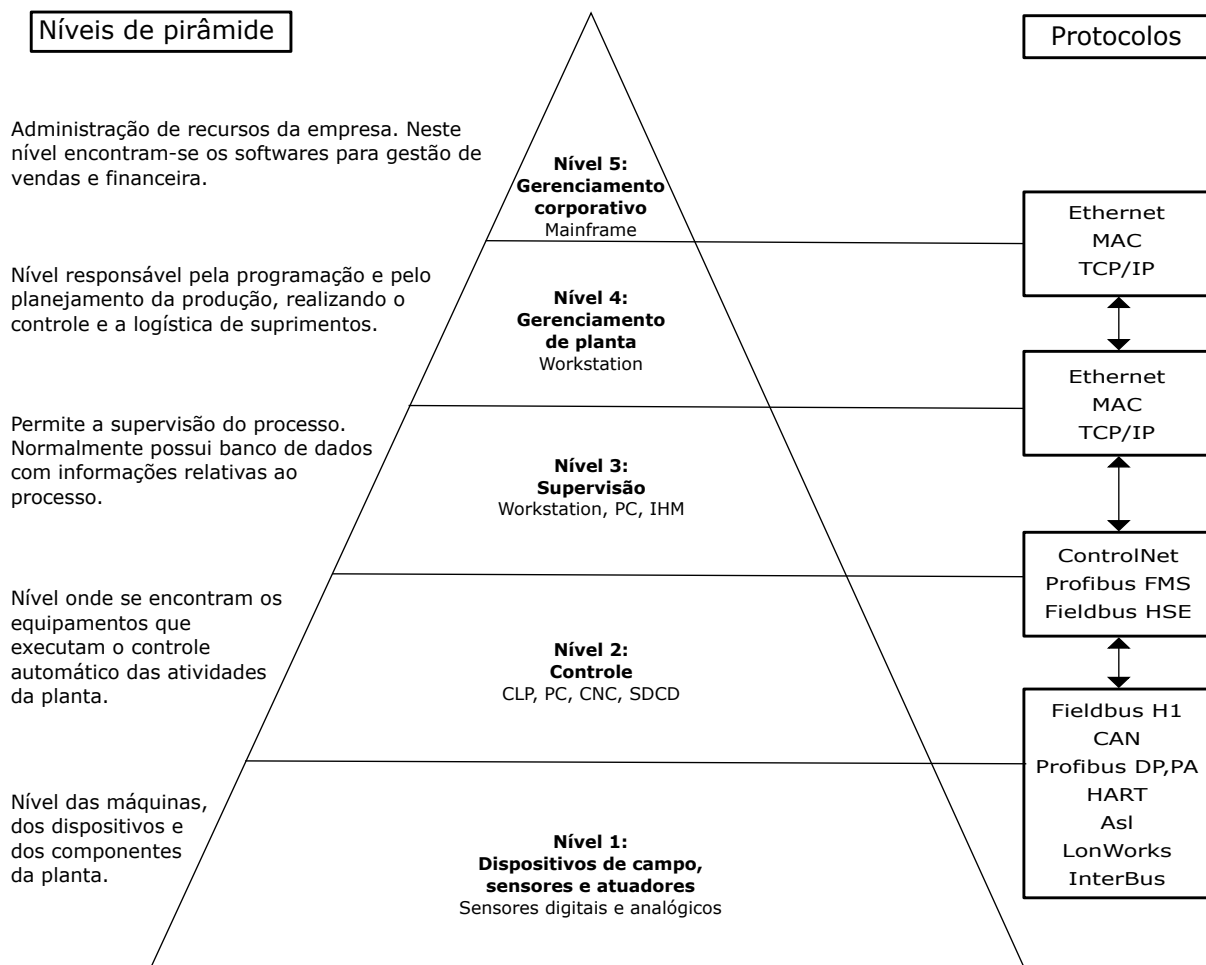 Níveis de pirâmide
Protocolos
Administração de recursos da empresa. Neste
nível encontram-se os softwares para gestão de
vendas e financeira.
Nível 5:
Gerenciamento
corporativo
Mainframe
Ethernet
MAC
TCP/IP
Nível responsável pela programação e pelo
planejamento da produção, realizando o
controle e a logística de suprimentos.
Nível 4:
Gerenciamento
de planta
Workstation
Ethernet
MAC
TCP/IP
Permite a supervisão do processo.
Normalmente possui banco de dados
com informações relativas ao
processo.
Nível 3:
Supervisão
Workstation, PC, IHM
ControlNet
Profibus FMS
Fieldbus HSE
Nível onde se encontram os
equipamentos que
executam o controle
automático das atividades
da planta.
Nível 2:
Controle
CLP, PC, CNC, SDCD
Fieldbus H1
CAN
Profibus DP,PA
HART
AsI
LonWorks
InterBus
Nível das máquinas,
dos dispositivos e
dos componentes
da planta.
Nível 1:
Dispositivos de campo,
sensores e atuadores
Sensores digitais e analógicos